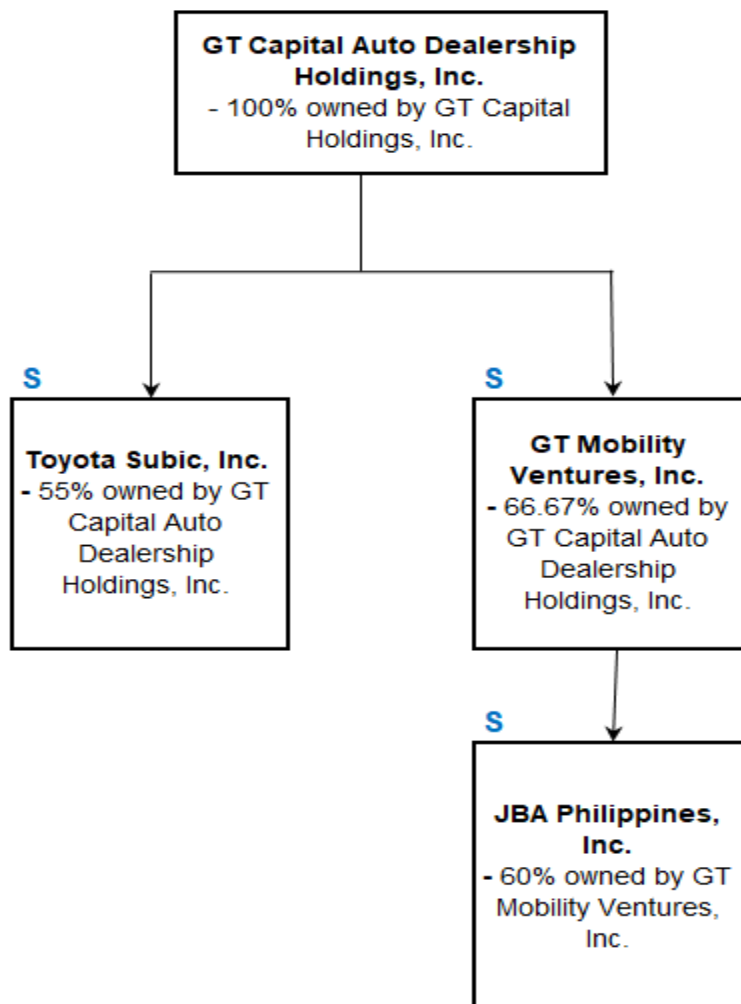 GT Capital Auto Dealership
Holdings, Inc.
- 100% owned by GT Capital
Holdings, Inc.
S
Toyota Subic, Inc.
- 55% owned by GT
Capital Auto
Dealership
Holdings, Inc.
S
GT Mobility
Ventures, Inc.
- 66.67% owned by
GT Capital Auto
Dealership
Holdings, Inc.
S
JBA Philippines,
Inc.
- 60% owned by GT
Mobility Ventures,
Inc.